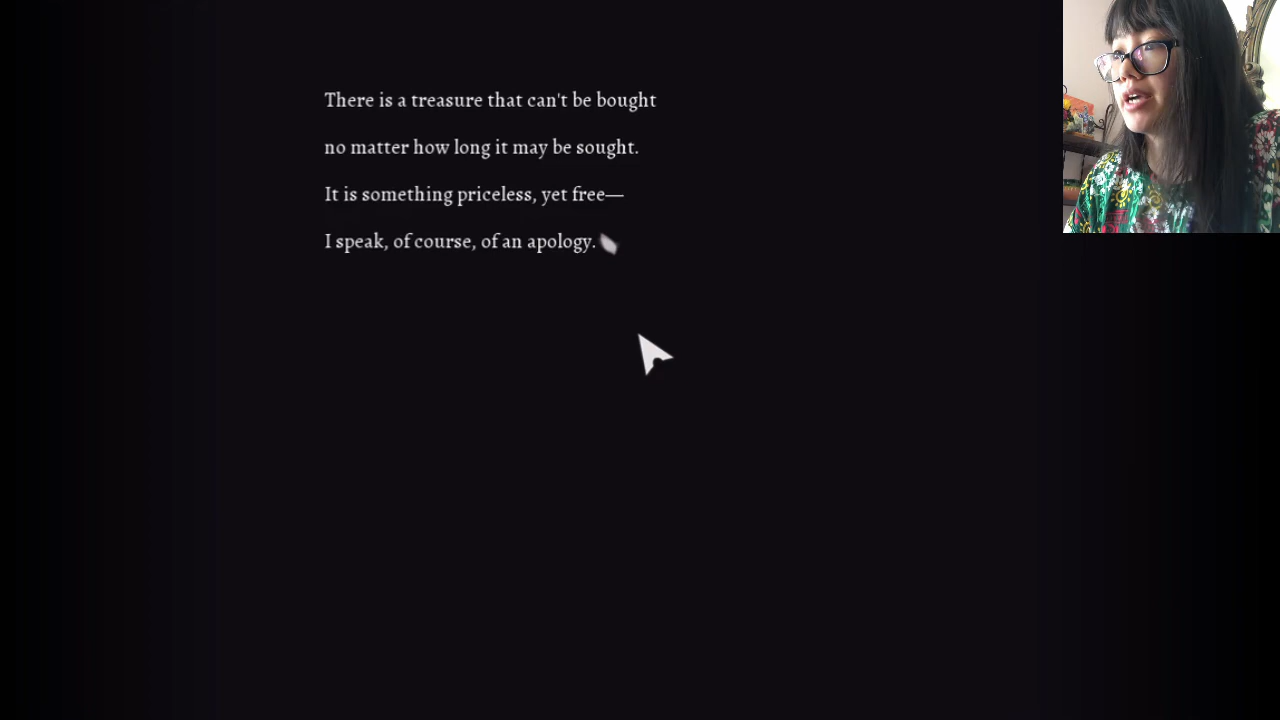 There is a treasure that can't be bought
no matter how long it may be sought.
It is something priceless, yet free—
I speak, of course, of an apology.